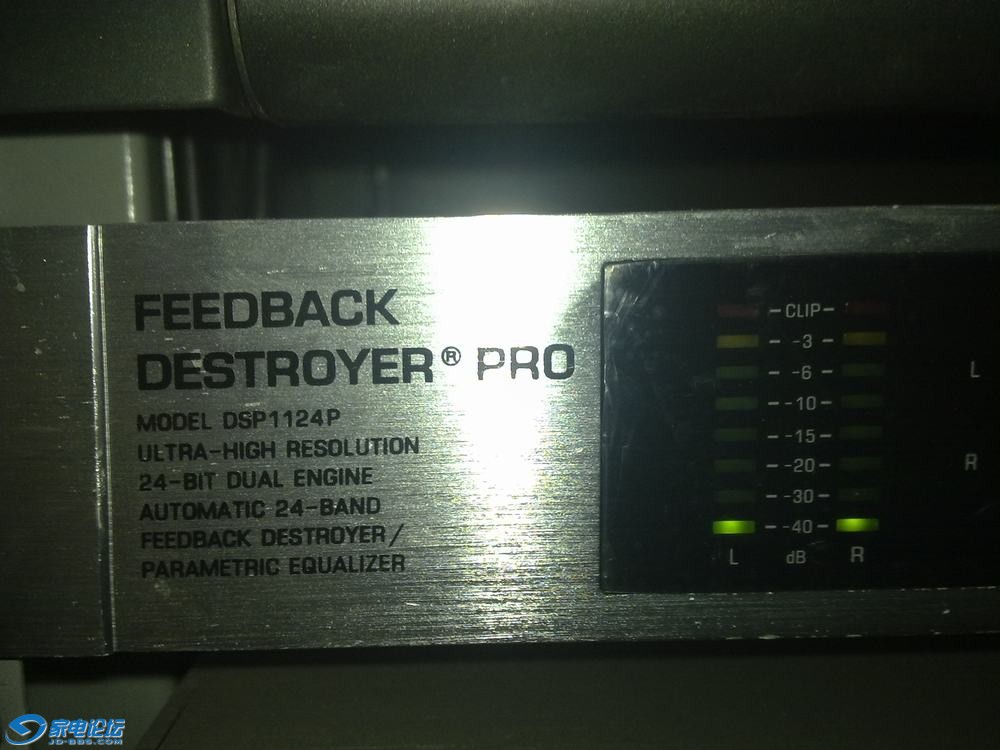 FEEDBACK
DESTROYER® PRO
MODEL DSP1124P
ULTRA-HIGH RESOLUTION
24-BIT DUAL ENGINE
AUTOMATIC 24-BAND
FEEDBACK DESTROYER/
PARAMETRIC EQUALIZER
-CLIP-
- -3 -
- -6 -
- -10 -
- -15 -
- -20 -
- -30 -
- -40 -
L dB R
L
R
家电论坛
JD-BBS.COM